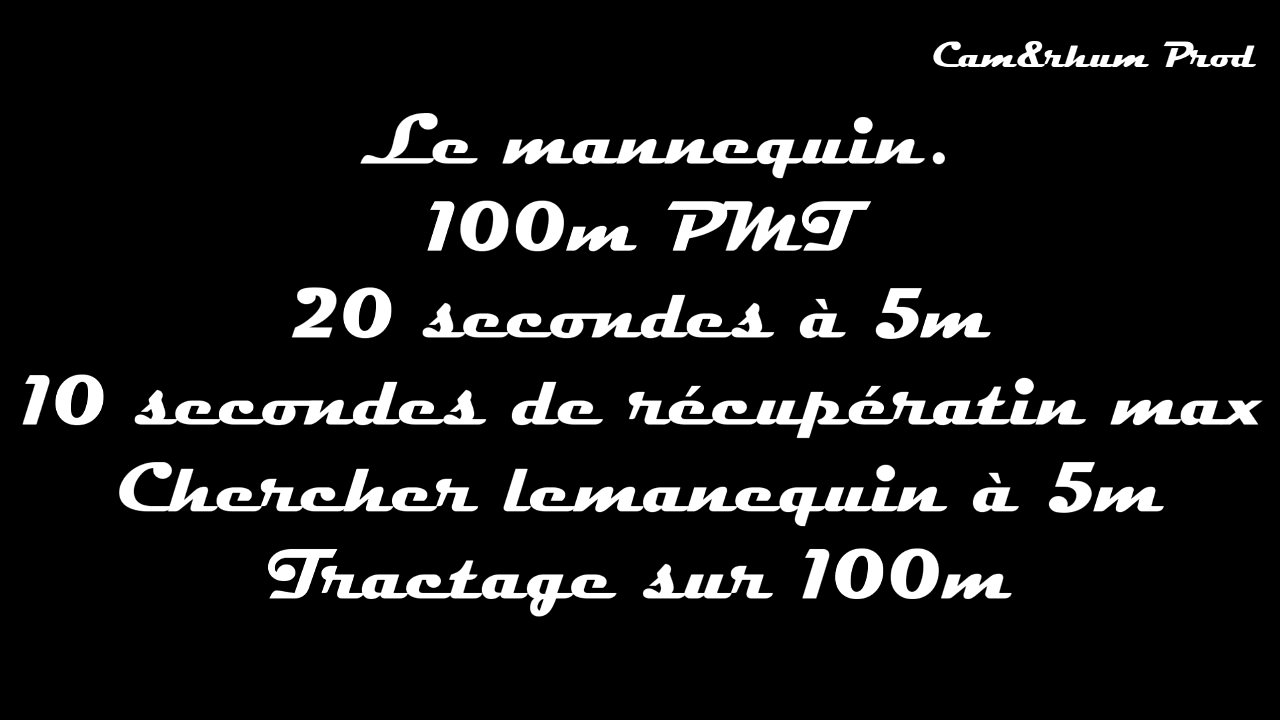 Cam&rhum Prod
Le mannequin.
100m PMT
20 secondes à 5m
10 secondes de récupératin max
Chercher lemanequin à 5m
Tractage sur 100m